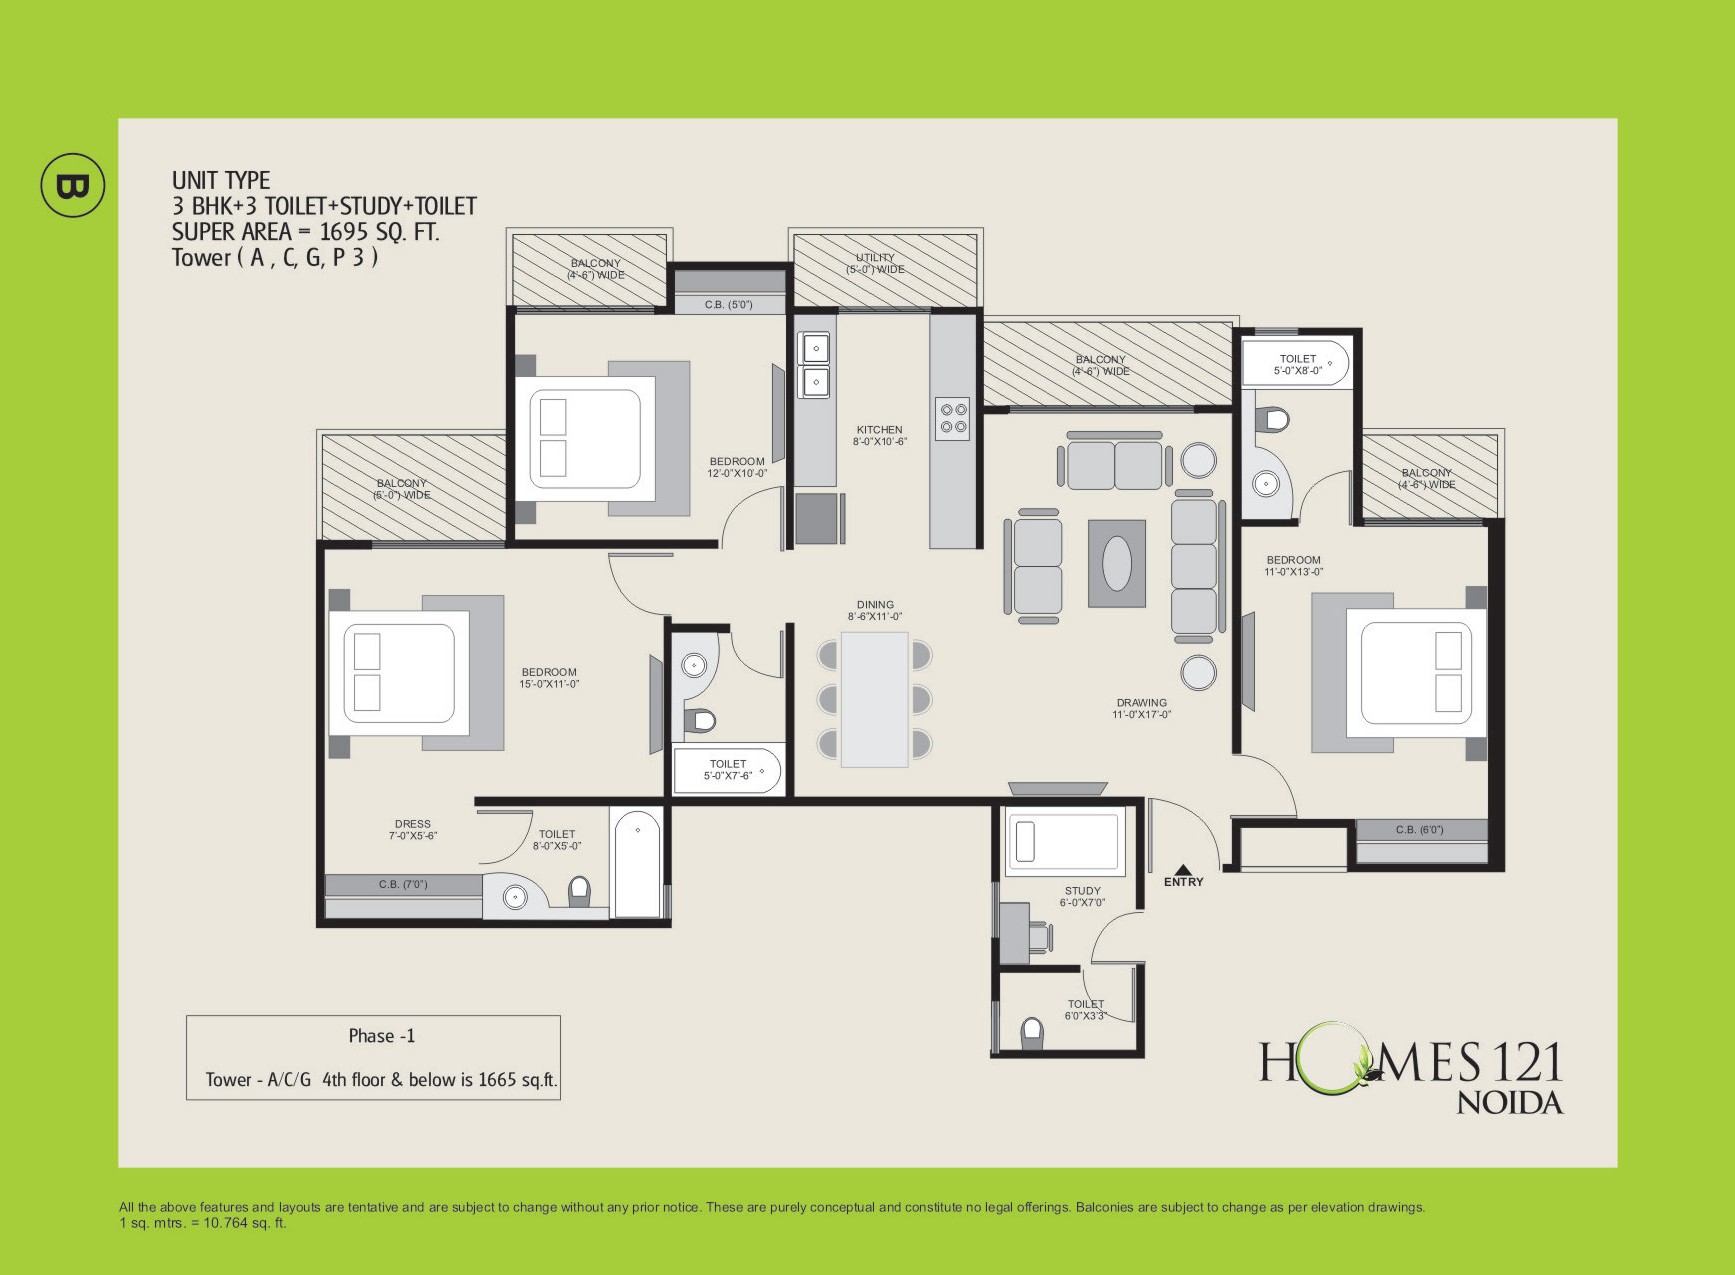 B
UNIT TYPE
3 BHK+3 TOILET+STUDY+TOILET
SUPER AREA = 1695 SQ. FT.
Tower ( A , C, G, P 3 )
BALCONY
(4'-6") WIDE
C.B. (5'0")
UTILITY
(5'-0") WIDE
BALCONY
(4'-6") WIDE
TOILET
5'-0"X8'-0"
BALCONY
(5'-0") WIDE
BEDROOM
12'-0"X10'-0"
KITCHEN
8'-0"X10'-6"
BALCONY
(4'-6") WIDE
BEDROOM
11'-0"X13'-0"
DINING
8'-6"X11'-0"
BEDROOM
15'-0"X11'-0"
DRAWING
11'-0"X17'-0"
TOILET
5'-0"X7'-6"
DRESS
7'-0"X5'-6"
TOILET
8'-0"X5'-0"
C.B. (6'0")
C.B. (7'0")
STUDY
6'-0"X7'0"
ENTRY
TOILET
6'0"X3'3"
Phase -1
Tower - A/C/G 4th floor & below is 1665 sq.ft.
HOMES 121
NOIDA
All the above features and layouts are tentative and are subject to change without any prior notice. These are purely conceptual and constitute no legal offerings. Balconies are subject to change as per elevation drawings.
1 sq. mtrs. = 10.764 sq. ft.